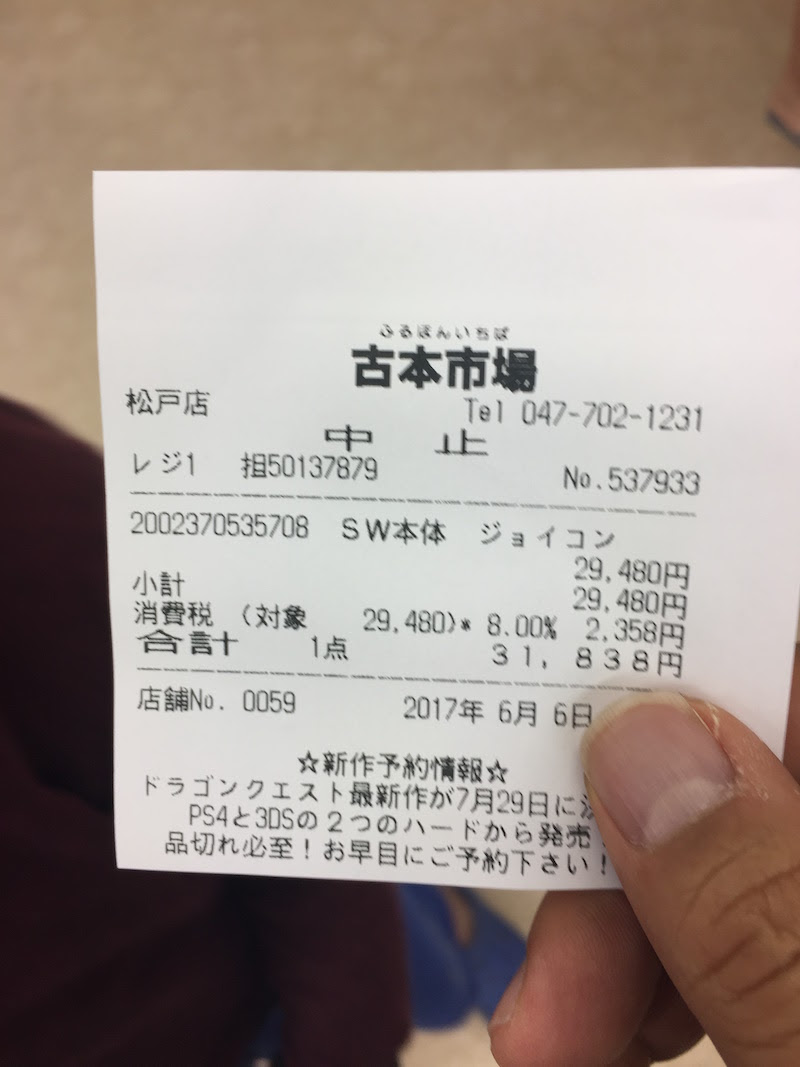 ふるほんいちば
古本市場
松戸店 Tel 047-702-1231
中 止
レジ1 担50137879 No.537933
2002370535708 SW本体 ジョイコン
29,480円
小計 29,480円
消費税 (対象 29,480)* 8.00% 2,358円
合計 1点 31,838円
店舗No. 0059 2017年 6月 6日
☆新作予約情報☆
ドラゴンクエスト最新作が7月29日に
PS4と3DSの2つのハードから発売
品切れ必至!お早目にご予約下さい!